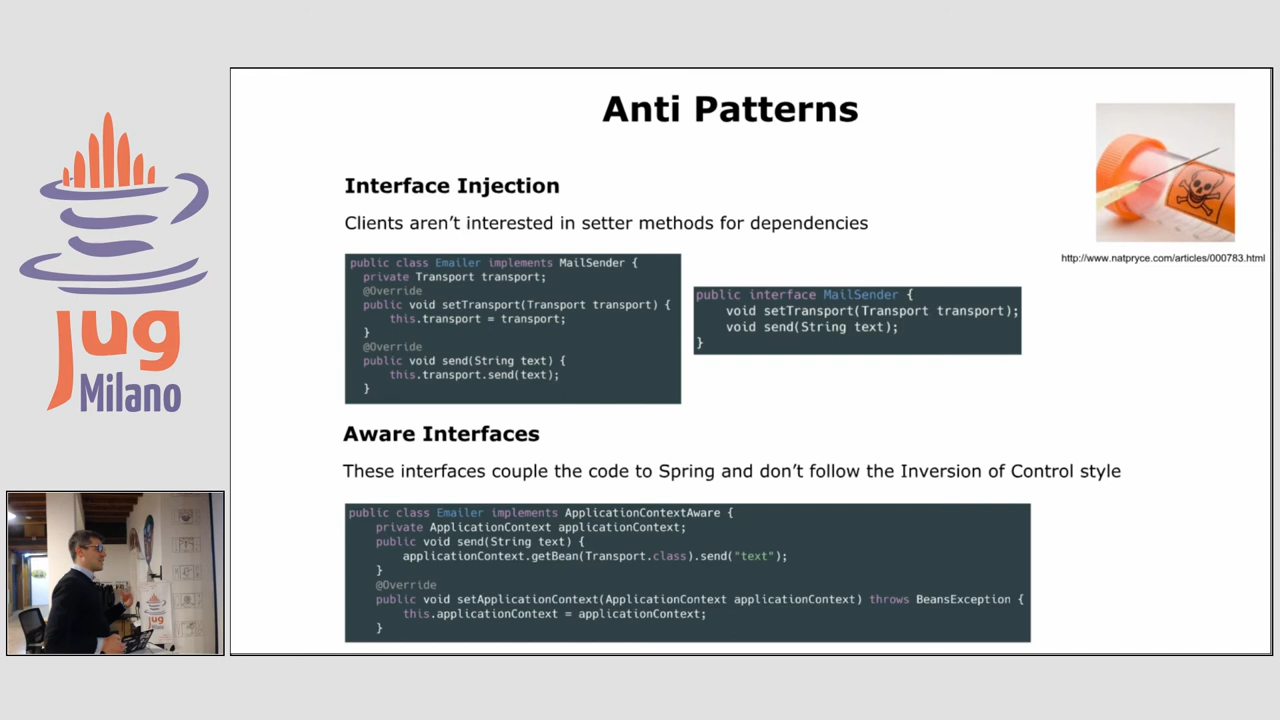 Anti Patterns
Interface Injection
Clients aren't interested in setter methods for dependencies
http://www.natpryce.com/articles/000783.html
public class Emailer implements MailSender {
private Transport transport;
@Override
public void setTransport(Transport transport) {
this.transport = transport;
}
@Override
public void send(String text) {
this.transport.send(text);
}
public interface MailSender {
void setTransport(Transport transport);
void send(String text);
}
Aware Interfaces
These interfaces couple the code to Spring and don't follow the Inversion of Control style
public class Emailer implements ApplicationContextAware {
private ApplicationContext applicationContext;
public void send(String text) {
applicationContext.getBean(Transport.class).send("text");
}
@Override
public void setApplicationContext(ApplicationContext applicationContext) throws BeansException {
this.applicationContext = applicationContext;
}
jug
Milano
jug
Milano